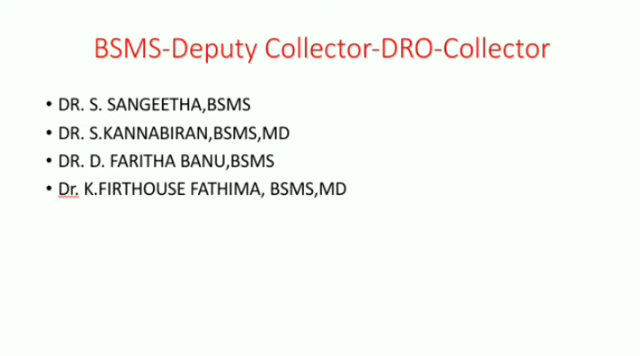 BSMS-Deputy Collector-DRO-Collector
• DR. S. SANGEETHA,BSMS
• DR. S.KANNABIRAN,BSMS,MD
• DR. D. FARITHA BANU,BSMS
• Dr. K.FIRTHOUSE FATHIMA, BSMS,MD